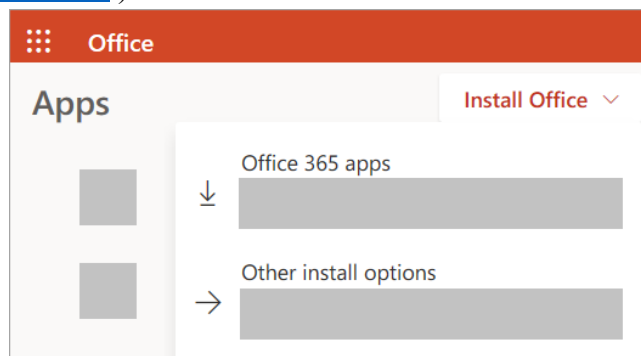 Office
Apps
Install Office
Office 365 apps
Other install options